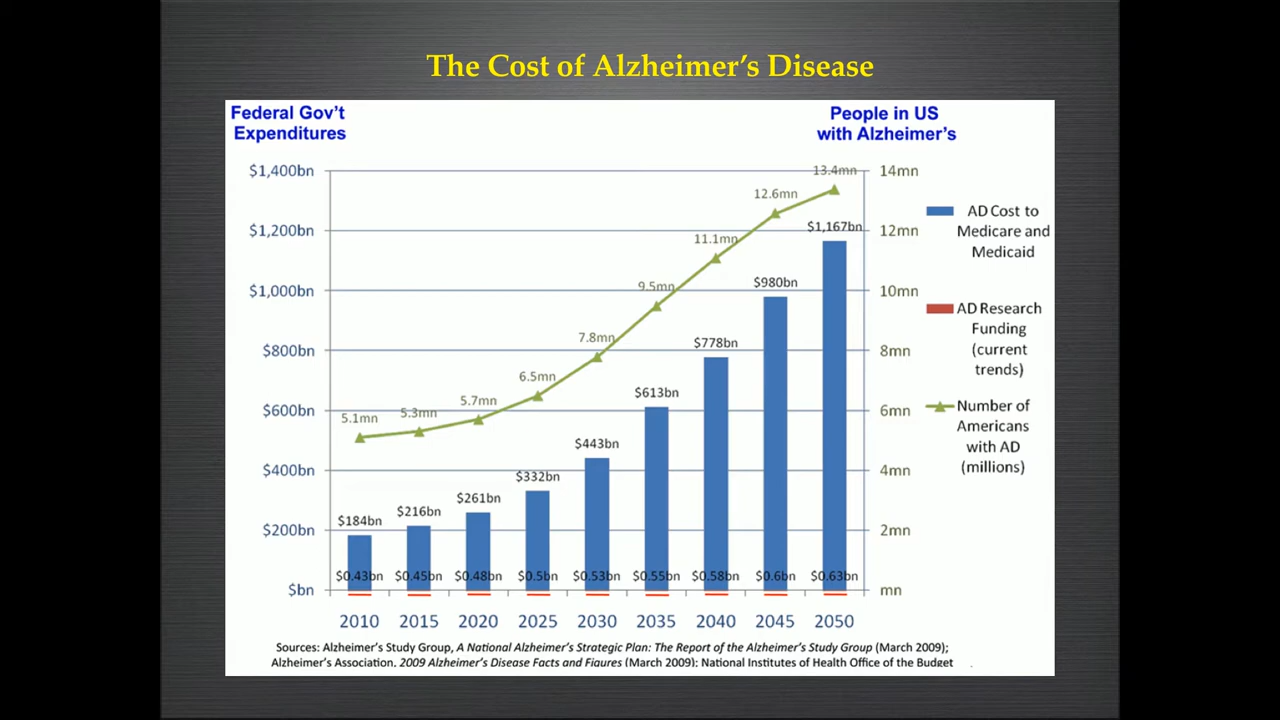 The Cost of Alzheimer's Disease
Federal Gov't
Expenditures
People in US
with Alzheimer's
$1,400bn
$1,200bn
$1,000bn
$800bn
$600bn
$400bn
$200bn
$bn
14mn
12mn
10mn
8mn
6mn
4mn
2mn
mn
5.1mn
5.3mn
5.7mn
6.5mn
7.8mn
9.5mn
11.1mn
12.6mn
13.4mn
$184bn
$216bn
$261bn
$332bn
$443bn
$613bn
$778bn
$980bn
$1,167bn
$0.43bn
$0.45bn
$0.48bn
$0.5bn
$0.53bn
$0.55bn
$0.58bn
$0.6bn
$0.63bn
2010
2015
2020
2025
2030
2035
2040
2045
2050
AD Cost to
Medicare and
Medicaid
AD Research
Funding
(current
trends)
Number of
Americans
with AD
(millions)
Sources: Alzheimer's Study Group, A National Alzheimer's Strategic Plan: The Report of the Alzheimer's Study Group (March 2009);
Alzheimer's Association. 2009 Alzheimer's Disease Facts and Figures (March 2009); National Institutes of Health Office of the Budget